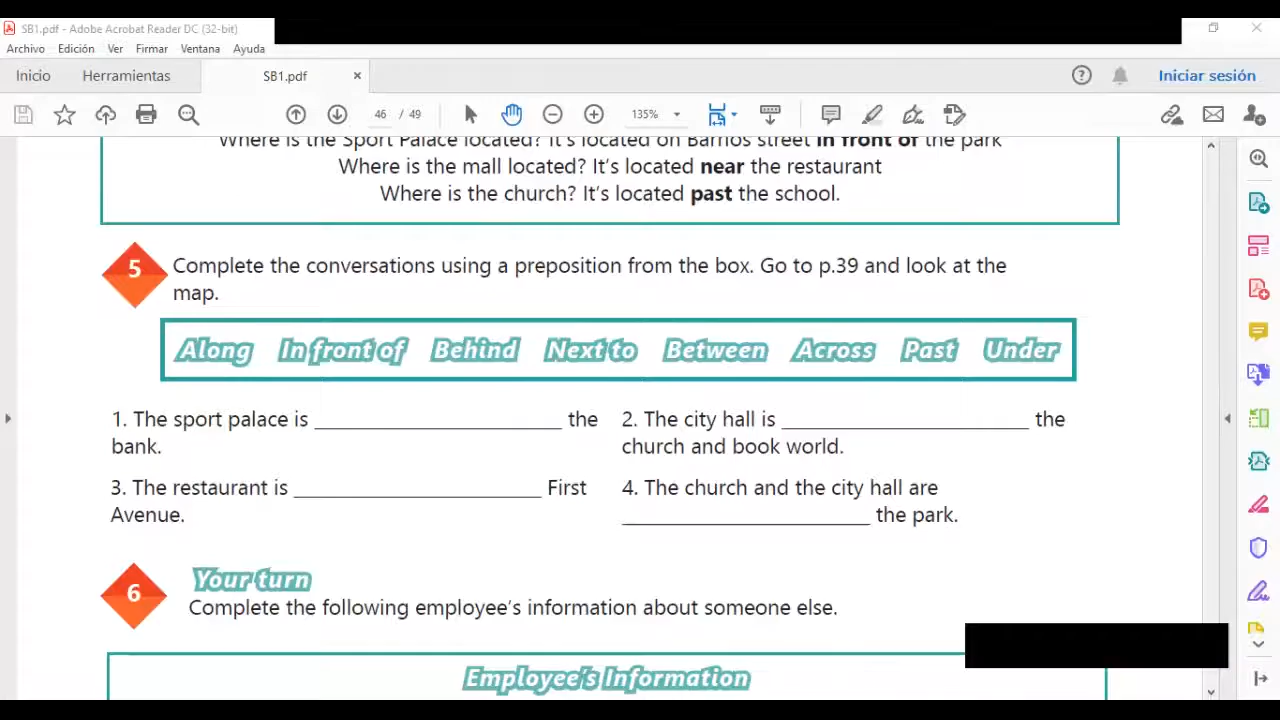 SB1.pdf - Adobe Acrobat Reader DC (32-bit)
Archivo Edición Ver Firmar Ventana Ayuda
Inicio Herramientas SB1.pdf × Iniciar sesión
46 / 49 135%
Where is the Sport Palace located? It's located on Barrios street in front of the park
Where is the mall located? It's located near the restaurant
Where is the church? It's located past the school.
5 Complete the conversations using a preposition from the box. Go to p.39 and look at the
map.
Along In front of Behind Next to Between Across Past Under
1. The sport palace is ______________________ the
bank.
2. The city hall is ______________________ the
church and book world.
3. The restaurant is ______________________ First
Avenue.
4. The church and the city hall are
______________________ the park.
6 Your turn
Complete the following employee's information about someone else.
Employee's Information